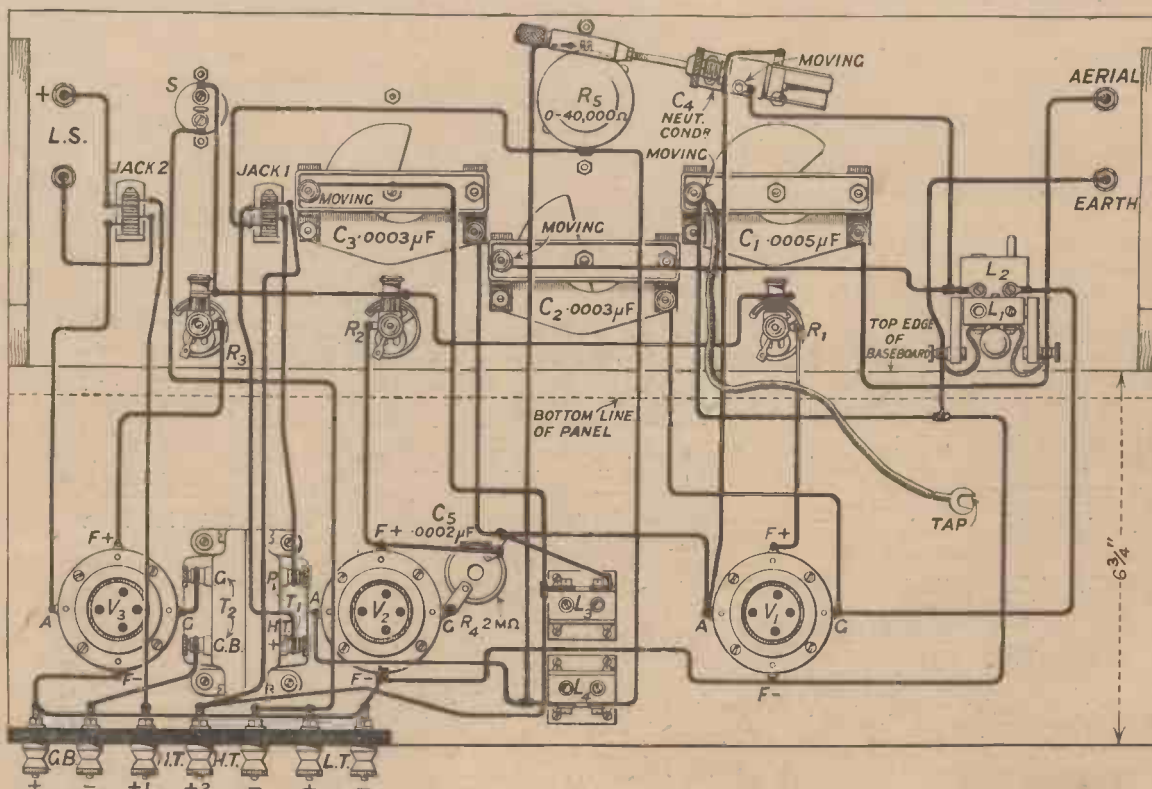 S
+
L.S.
JACK 2
JACK 1
MOVING
C3 .0003µF
R5
0-40,000Ω
C4
NEUT.
CONDR
MOVING
MOVING
MOVING
C2 .0003µF
C1 .0005µF
AERIAL
EARTH
L2
L1
TOP EDGE
OF
BASEBOARD
R3
R2
R1
BOTTOM LINE
OF PANEL
TAP
6 3/4"
F+
V3
A
G
F-
G
T2
G.B.
P
T1
H.T.
+
F+
C5
.0002µF
A
V2
G
R4 2MΩ
F-
L3
L4
F+
A
V1
G
F-
G.B.
H.T.
H.T.
L.T.
+
-
+1
+2
-
+
-